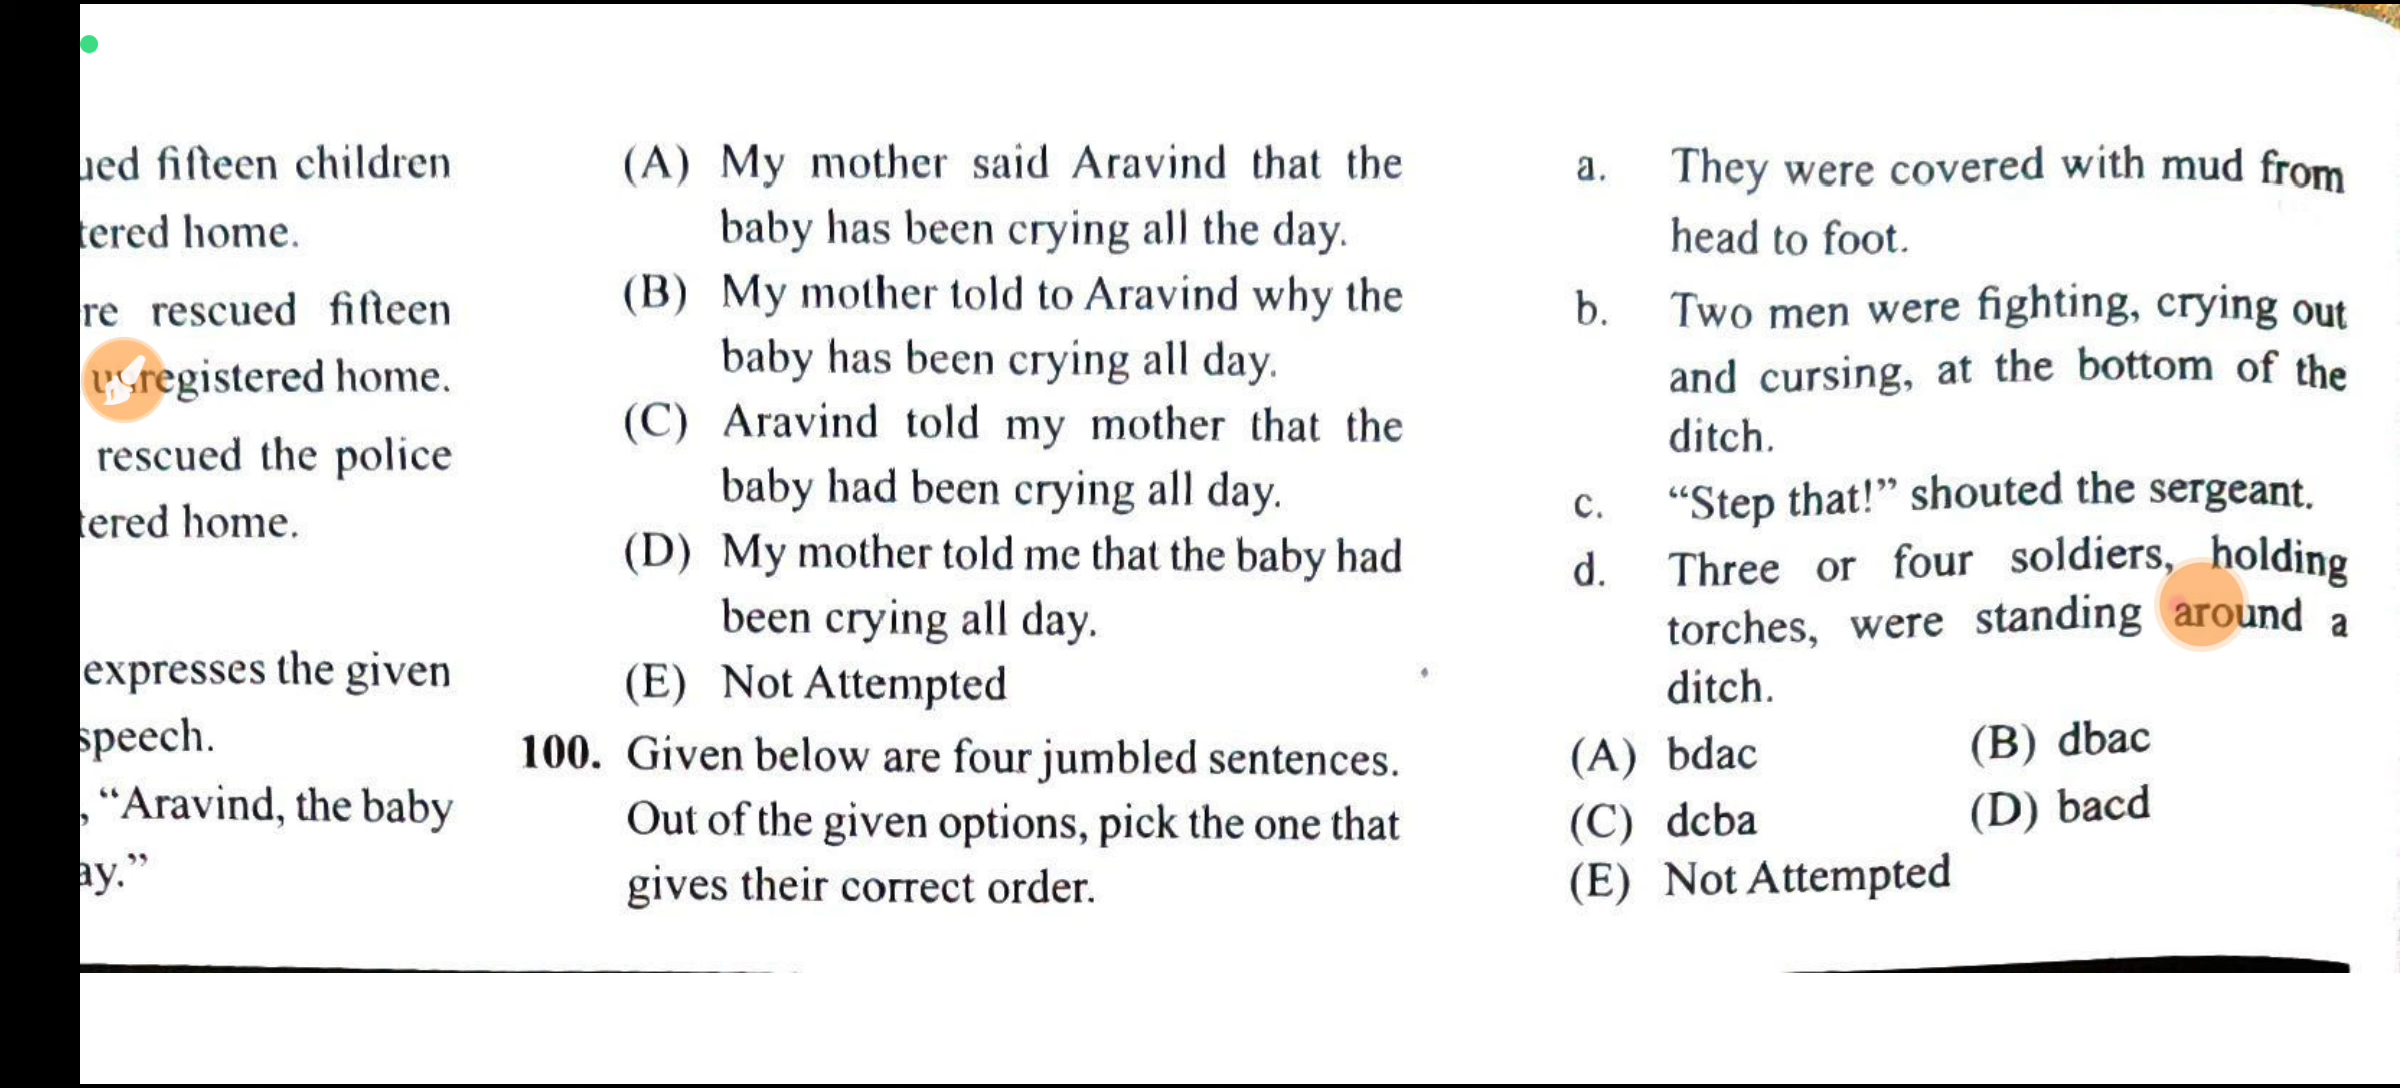 ued fifteen children
tered home.
re rescued fifteen
unregistered home.
rescued the police
tered home.
expresses the given
speech.
, “Aravind, the baby
ay.”
(A) My mother said Aravind that the
baby has been crying all the day.
(B) My mother told to Aravind why the
baby has been crying all day.
(C) Aravind told my mother that the
baby had been crying all day.
(D) My mother told me that the baby had
been crying all day.
(E) Not Attempted
100. Given below are four jumbled sentences.
Out of the given options, pick the one that
gives their correct order.
a. They were covered with mud from
head to foot.
b. Two men were fighting, crying out
and cursing, at the bottom of the
ditch.
c. “Step that!” shouted the sergeant.
d. Three or four soldiers, holding
torches, were standing around a
ditch.
(A) bdac (B) dbac
(C) dcba (D) bacd
(E) Not Attempted